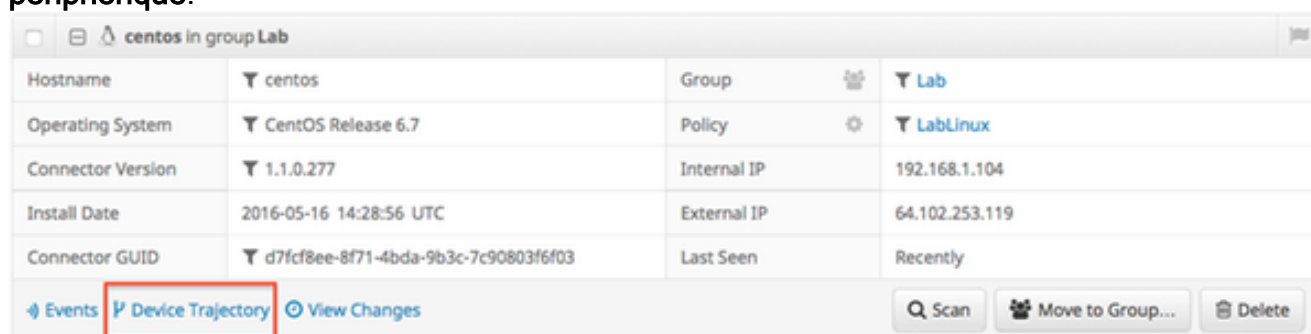 périphérique.
centos in group Lab
Hostname centos Group Lab
Operating System CentOS Release 6.7 Policy LabLinux
Connector Version 1.1.0.277 Internal IP 192.168.1.104
Install Date 2016-05-16 14:28:56 UTC External IP 64.102.253.119
Connector GUID d7fcf8ee-8f71-4bda-9b3c-7c90803f6f03 Last Seen Recently
Events Device Trajectory View Changes Scan Move to Group... Delete